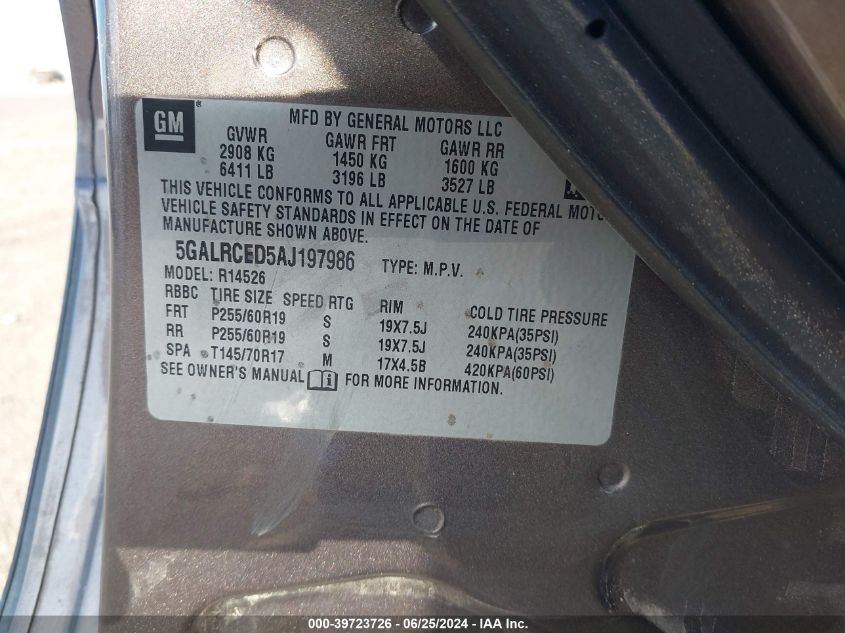 GM ®
MFD BY GENERAL MOTORS LLC
GVWR GAWR FRT GAWR RR
2908 KG 1450 KG 1600 KG
6411 LB 3196 LB 3527 LB
THIS VEHICLE CONFORMS TO ALL APPLICABLE U.S. FEDERAL
VEHICLE SAFETY STANDARDS IN EFFECT ON THE DATE OF
MANUFACTURE SHOWN ABOVE.
5GALRCED5AJ197986 TYPE: M.P.V.
MODEL: R14526
RBBC TIRE SIZE SPEED RTG RIM COLD TIRE PRESSURE
FRT P255/60R19 S 19X7.5J 240KPA(35PSI)
RR P255/60R19 S 19X7.5J 240KPA(35PSI)
SPA T145/70R17 M 17X4.5B 420KPA(60PSI)
SEE OWNER'S MANUAL i FOR MORE INFORMATION.
000-39723726 - 06/25/2024 - IAA Inc.